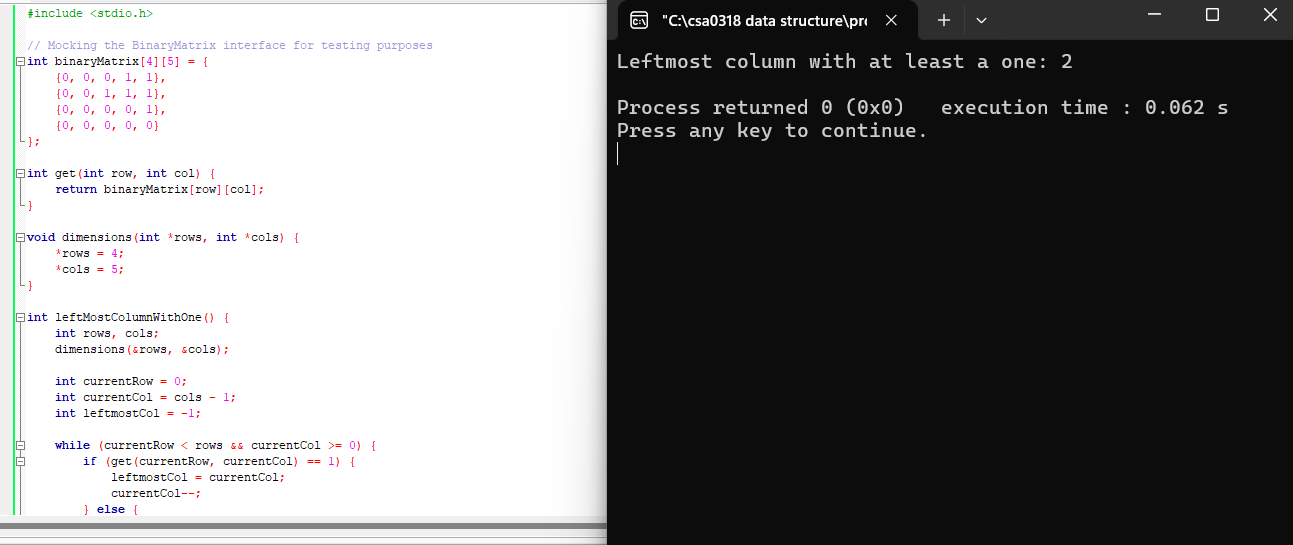 #include <stdio.h>
// Mocking the BinaryMatrix interface for testing purposes
int binaryMatrix[4][5] = {
    {0, 0, 0, 1, 1},
    {0, 0, 1, 1, 1},
    {0, 0, 0, 0, 1},
    {0, 0, 0, 0, 0}
};
int get(int row, int col) {
    return binaryMatrix[row][col];
}
void dimensions(int *rows, int *cols) {
    *rows = 4;
    *cols = 5;
}
int leftMostColumnWithOne() {
    int rows, cols;
    dimensions(&rows, &cols);
    int currentRow = 0;
    int currentCol = cols - 1;
    int leftmostCol = -1;
    while (currentRow < rows && currentCol >= 0) {
        if (get(currentRow, currentCol) == 1) {
            leftmostCol = currentCol;
            currentCol--;
        } else {
"C:\csa0318 data structure\pr
Leftmost column with at least a one: 2
Process returned 0 (0x0)   execution time : 0.062 s
Press any key to continue.